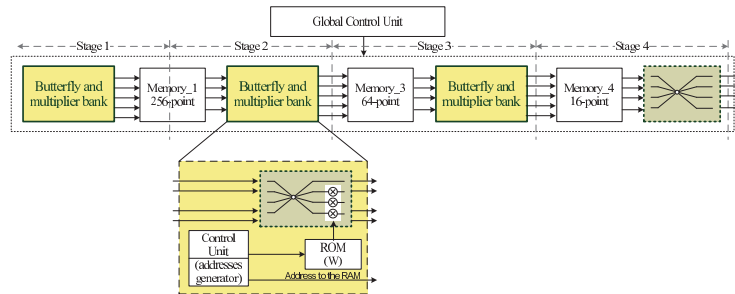 Global Control Unit
Stage 1
Stage 2
Stage 3
Stage 4
Butterfly and
multiplier bank
Memory_1
256-point
Butterfly and
multiplier bank
Memory_3
64-point
Butterfly and
multiplier bank
Memory_4
16-point
Control
Unit
(addresses
generator)
ROM
(W)
Address to the RAM